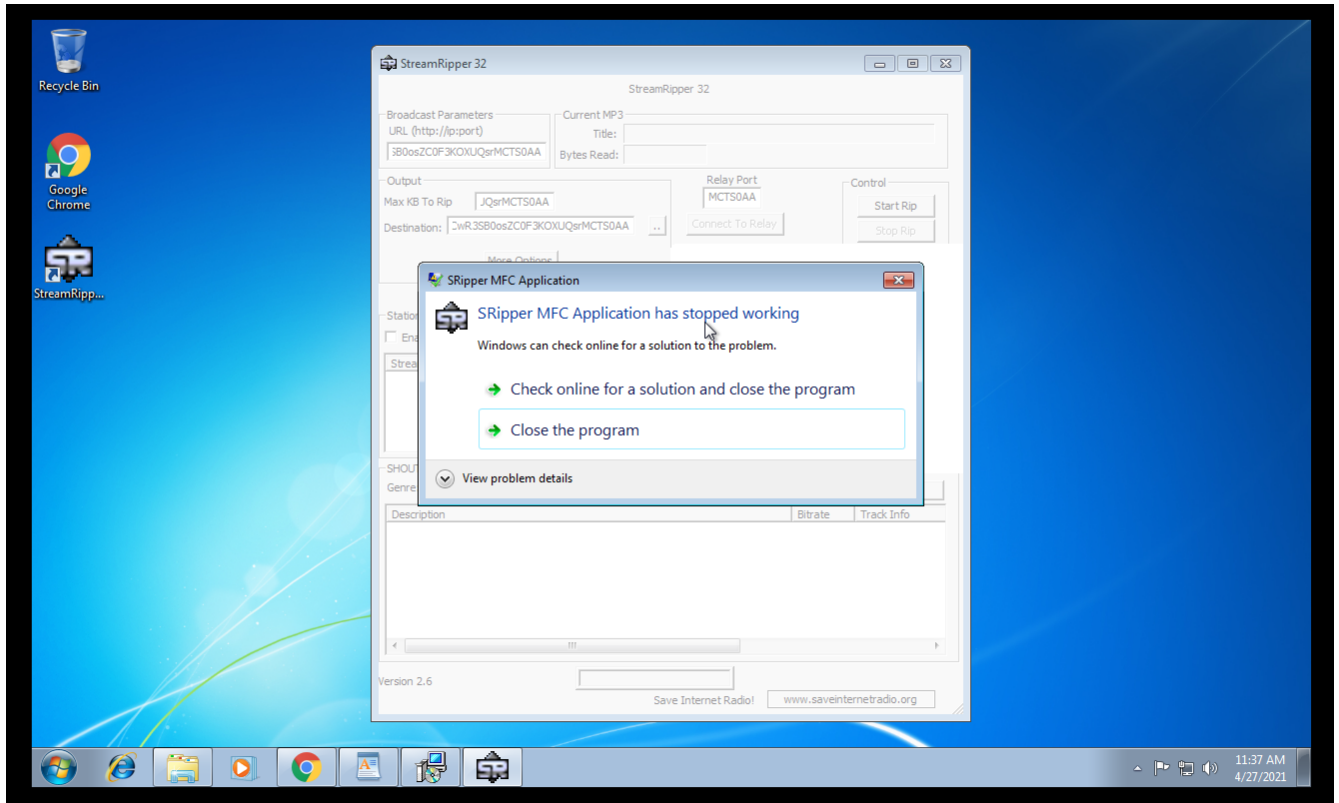 Recycle Bin
Google
Chrome
StreamRipp...
StreamRipper 32
StreamRipper 32
Broadcast Parameters
URL (http://ip:port)
Current MP3
Title:
Bytes Read:
Output
Max KB To Rip
JQsrMCTS0AA
Destination:
..
Relay Port
MCTS0AA
Connect To Relay
Control
Start Rip
Stop Rip
More Options
SRipper MFC Application
SRipper MFC Application has stopped working
Windows can check online for a solution to the problem.
Check online for a solution and close the program
Close the program
View problem details
Description
Bitrate
Track Info
Version 2.6
Save Internet Radio!
www.saveinternetradio.org
11:37 AM
4/27/2021